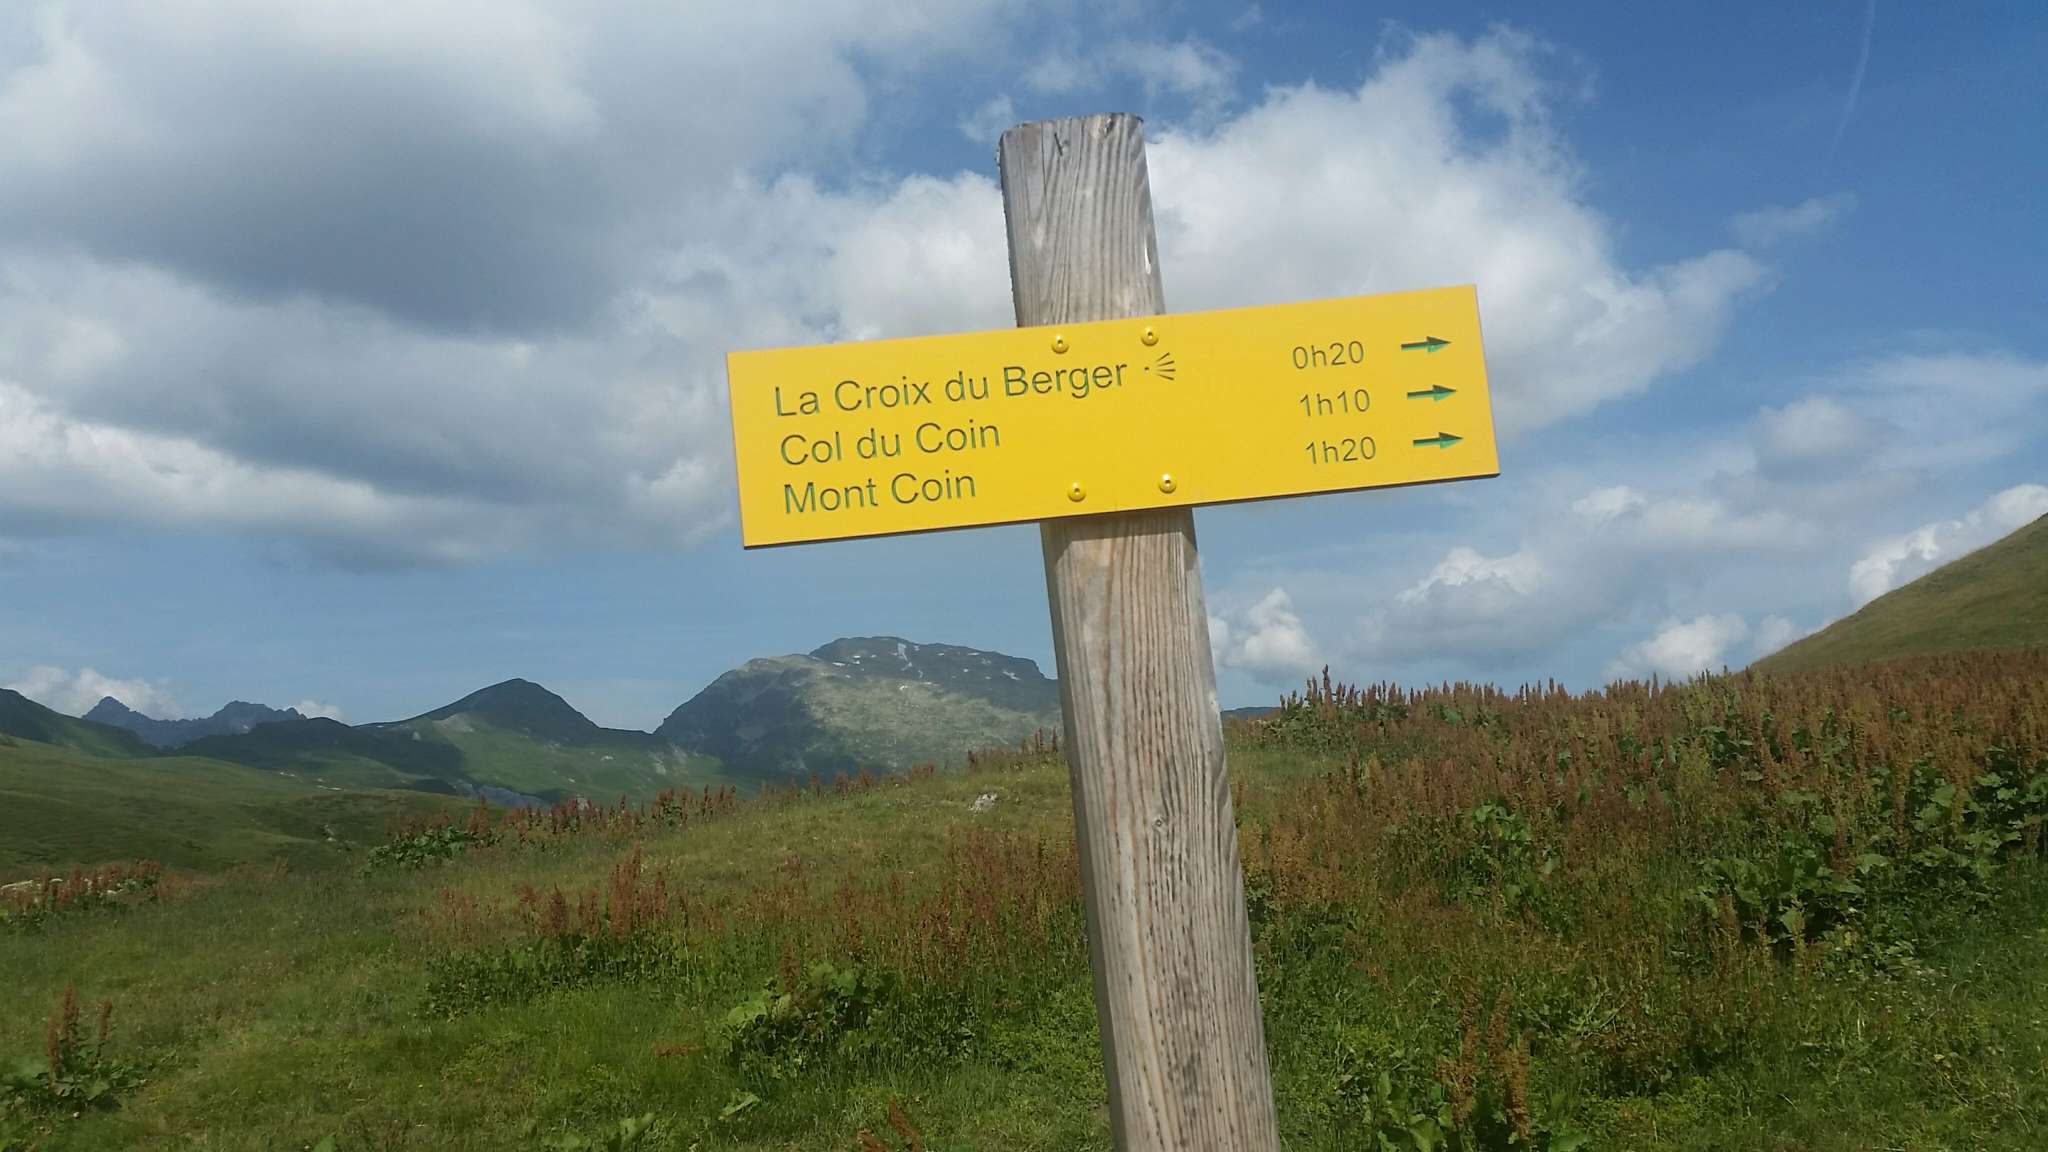 La Croix du Berger 0h20
Col du Coin 1h10
Mont Coin 1h20